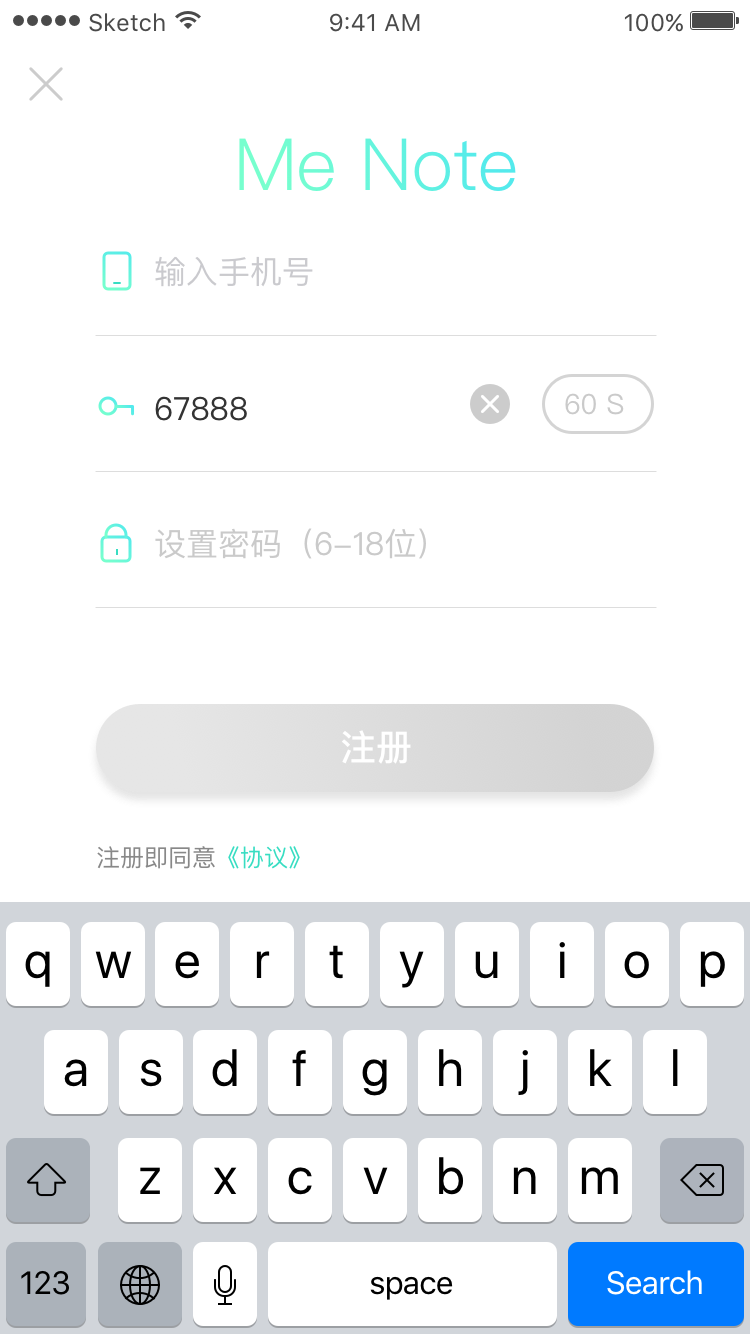 ●●●●● Sketch 9:41 AM 100%
Me Note
输入手机号
67888 60 S
设置密码（6–18位）
注册
注册即同意《协议》
q w e r t y u i o p
a s d f g h j k l
z x c v b n m
123 space Search